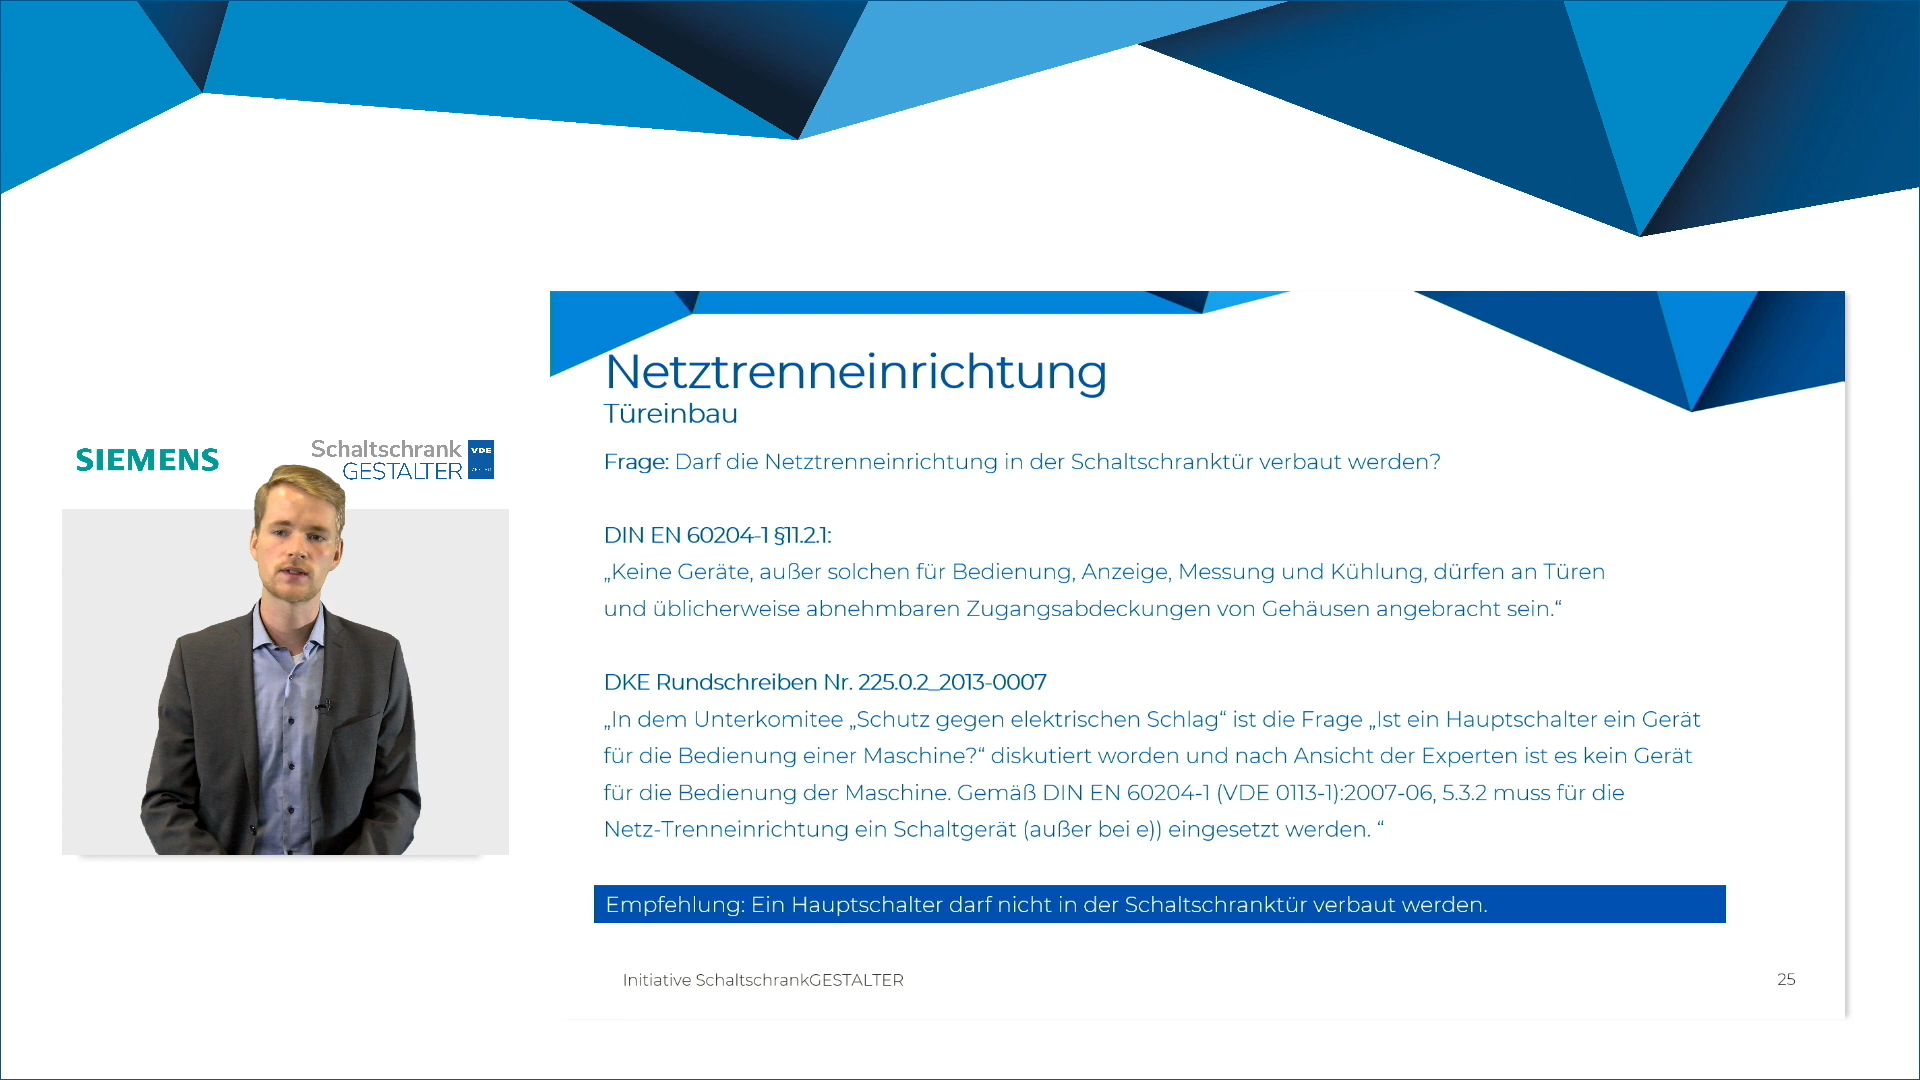 SIEMENS
Schaltschrank
GESTALTER
VDE
Netztrenneinrichtung
Türeinbau
Frage: Darf die Netztrenneinrichtung in der Schaltschranktür verbaut werden?
DIN EN 60204-1 §11.2.1:
„Keine Geräte, außer solchen für Bedienung, Anzeige, Messung und Kühlung, dürfen an Türen
und üblicherweise abnehmbaren Zugangsabdeckungen von Gehäusen angebracht sein.“
DKE Rundschreiben Nr. 225.0.2_2013-0007
„In dem Unterkomitee „Schutz gegen elektrischen Schlag“ ist die Frage „Ist ein Hauptschalter ein Gerät
für die Bedienung einer Maschine?“ diskutiert worden und nach Ansicht der Experten ist es kein Gerät
für die Bedienung der Maschine. Gemäß DIN EN 60204-1 (VDE 0113-1):2007-06, 5.3.2 muss für die
Netz-Trenneinrichtung ein Schaltgerät (außer bei e)) eingesetzt werden. “
Empfehlung: Ein Hauptschalter darf nicht in der Schaltschranktür verbaut werden.
Initiative SchaltschrankGESTALTER
25